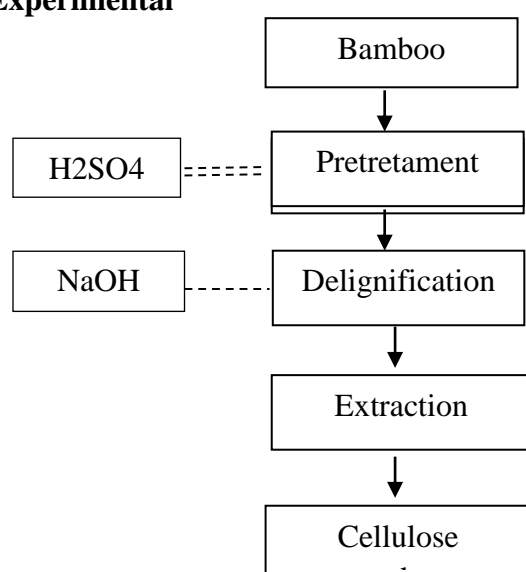 Experimental
Bamboo
H2SO4
Pretretament
NaOH
Delignification
Extraction
Cellulose